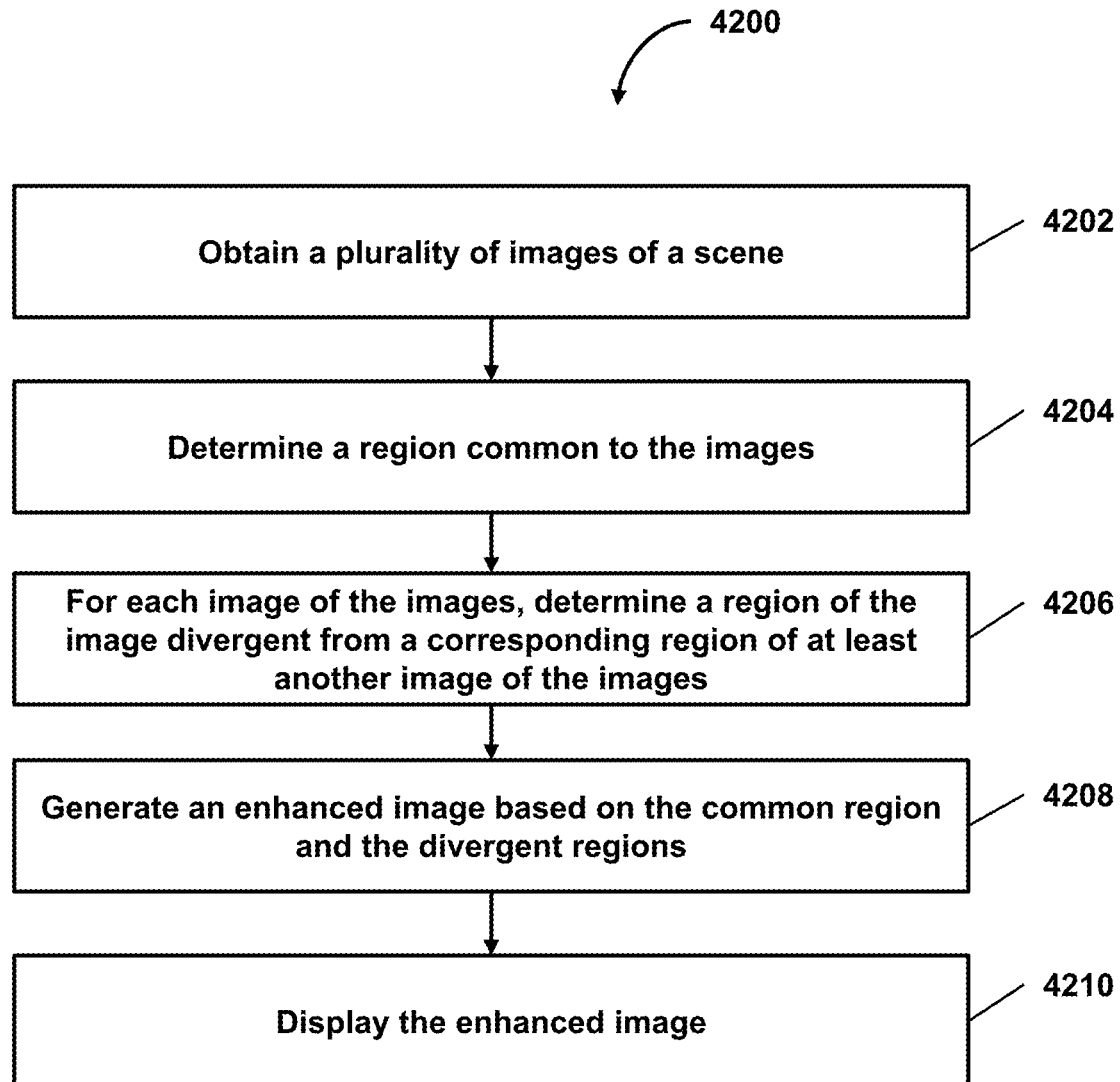 4200
Obtain a plurality of images of a scene
4202
Determine a region common to the images
4204
For each image of the images, determine a region of the
image divergent from a corresponding region of at least
another image of the images
4206
Generate an enhanced image based on the common region
and the divergent regions
4208
Display the enhanced image
4210